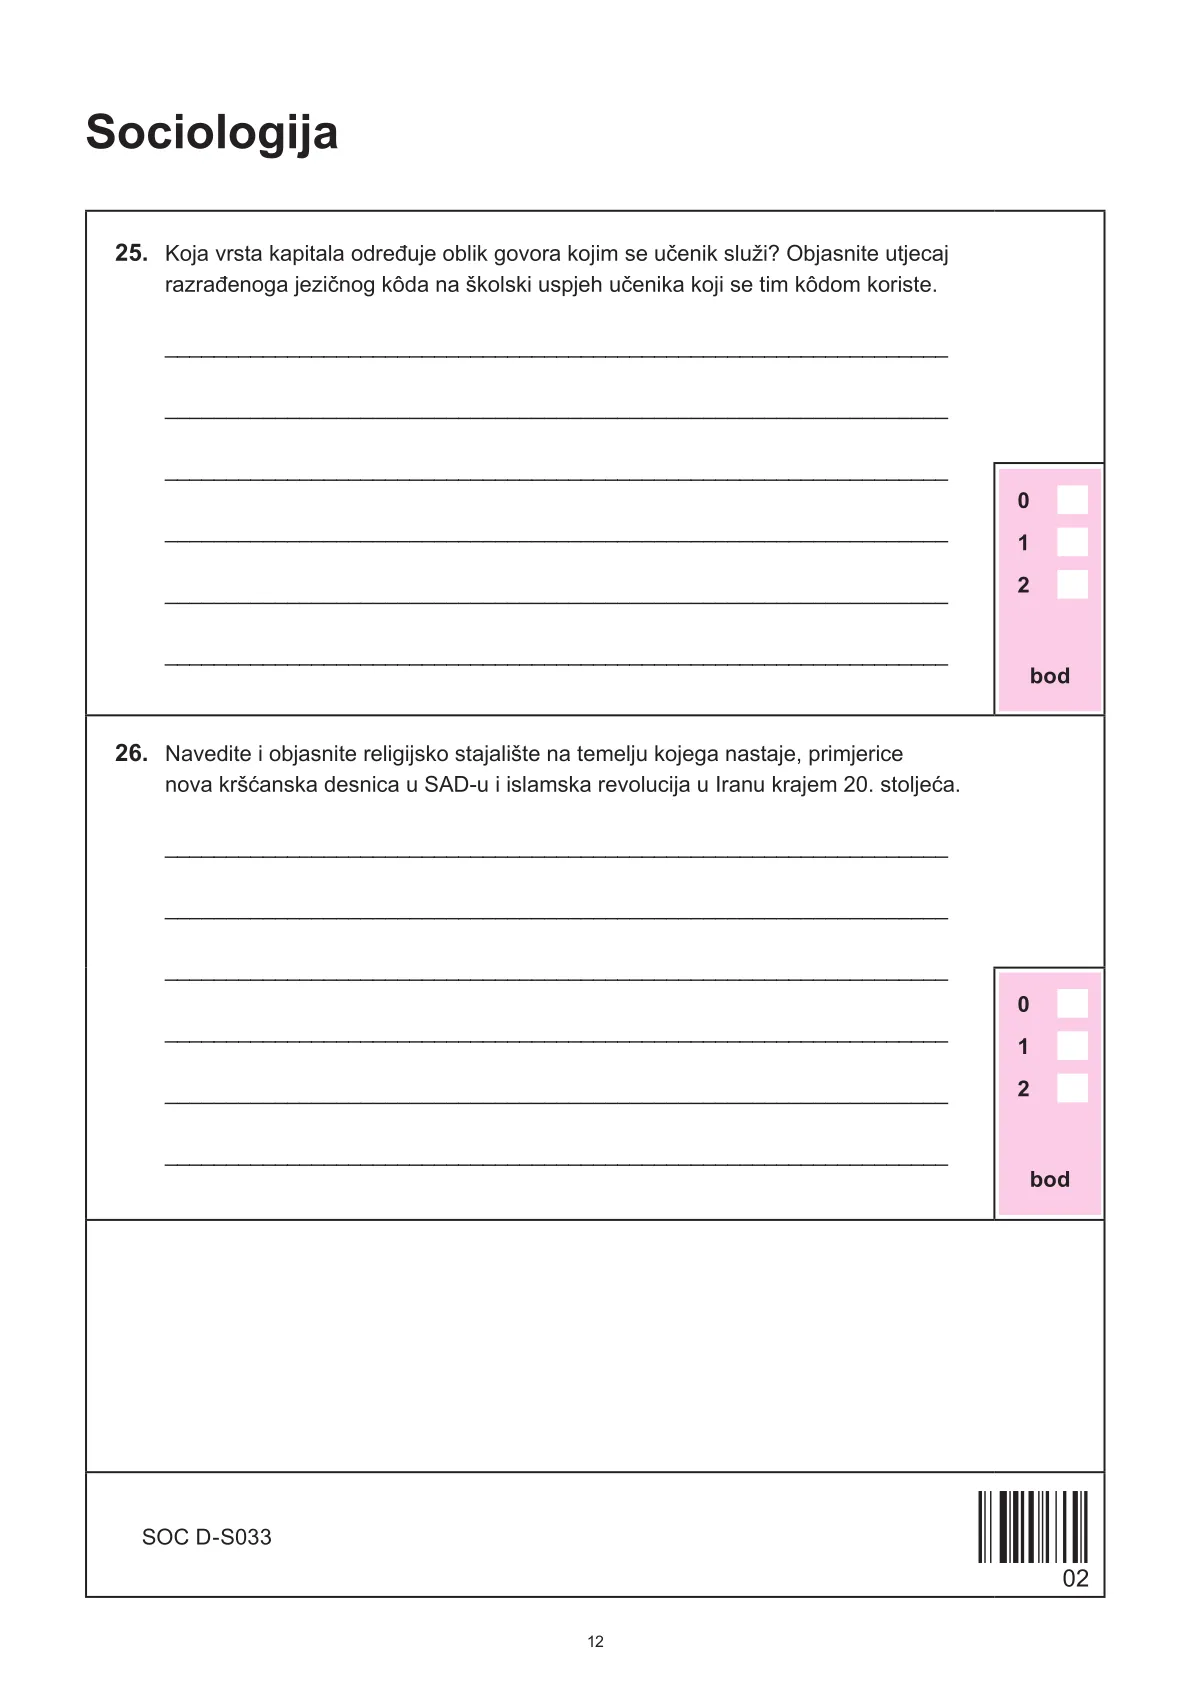 Sociologija
25. Koja vrsta kapitala određuje oblik govora kojim se učenik služi? Objasnite utjecaj
razrađenoga jezičnog kôda na školski uspjeh učenika koji se tim kôdom koriste.
0
1
2
bod
26. Navedite i objasnite religijsko stajalište na temelju kojega nastaje, primjerice
nova kršćanska desnica u SAD-u i islamska revolucija u Iranu krajem 20. stoljeća.
0
1
2
bod
SOC D-S033
02
12